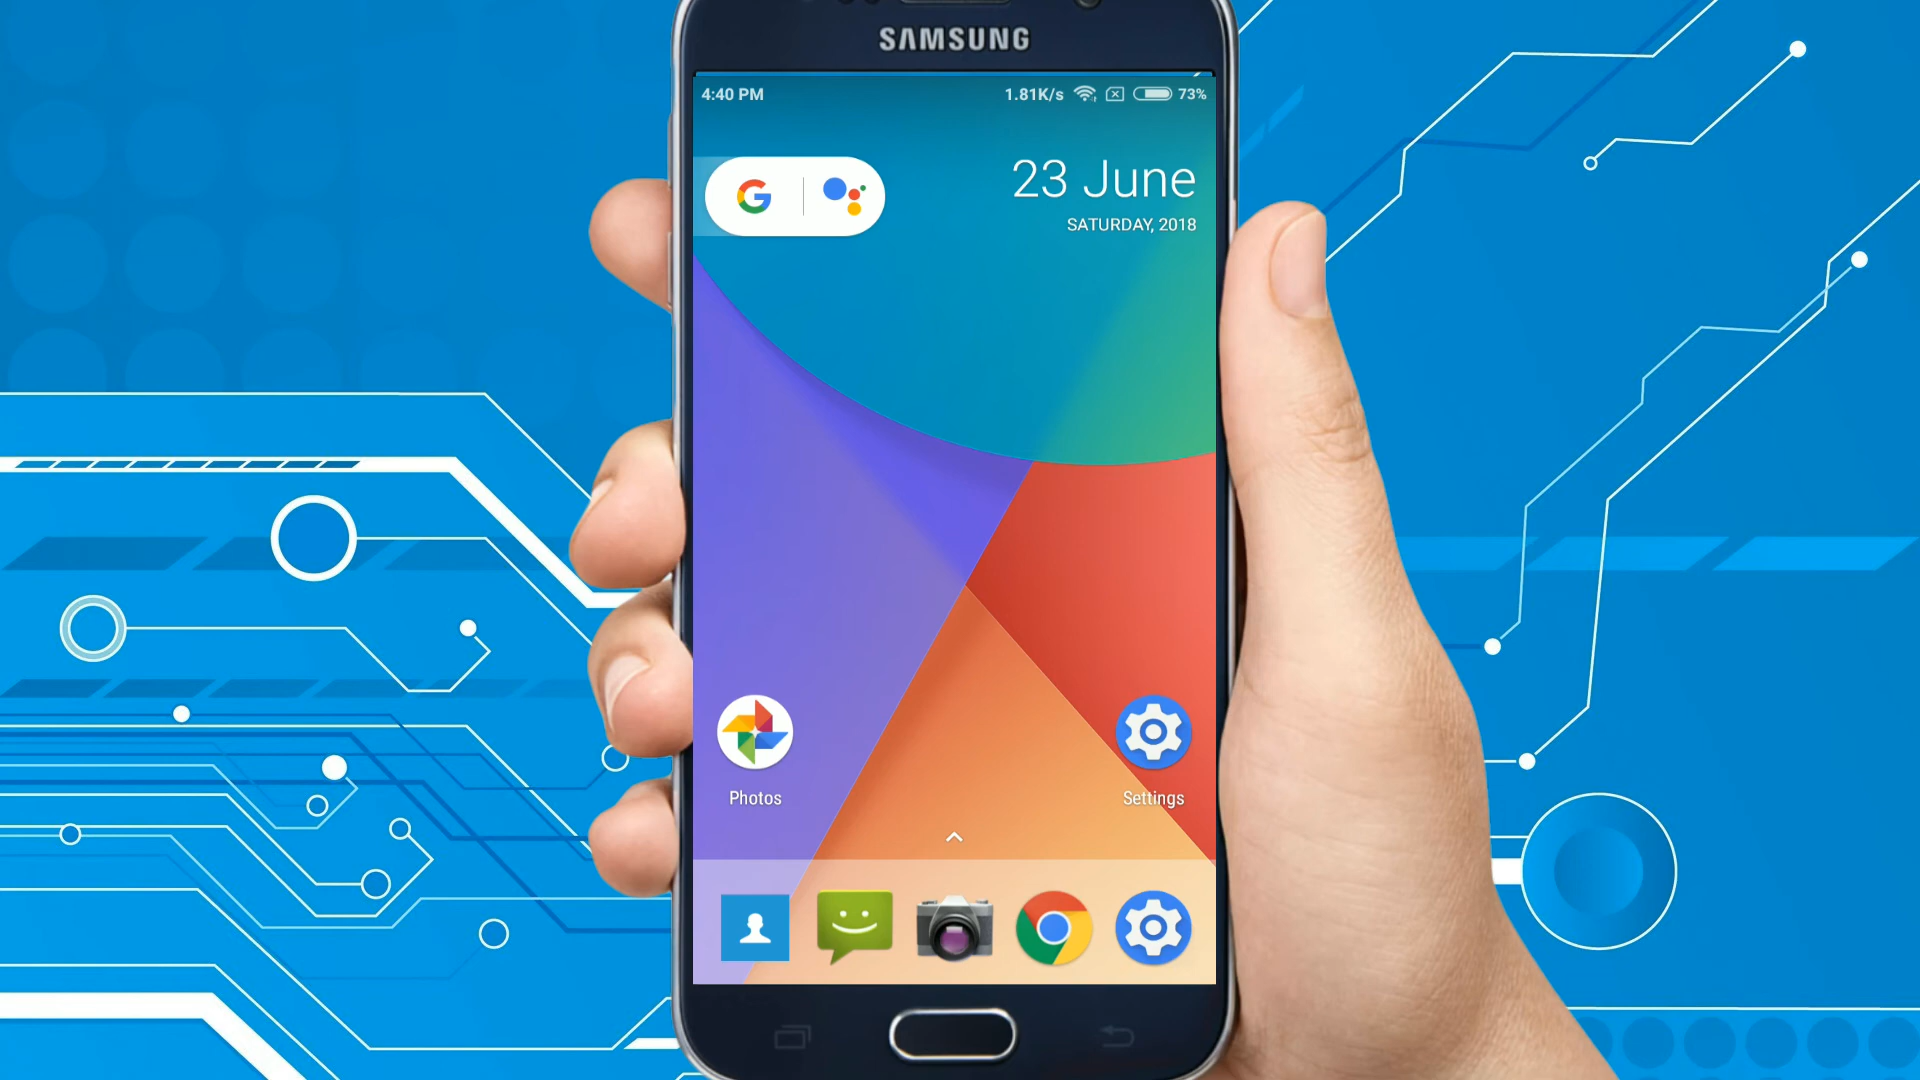 SAMSUNG
4:40 PM
1.81K/s
73%
23 June
SATURDAY, 2018
Photos
Settings